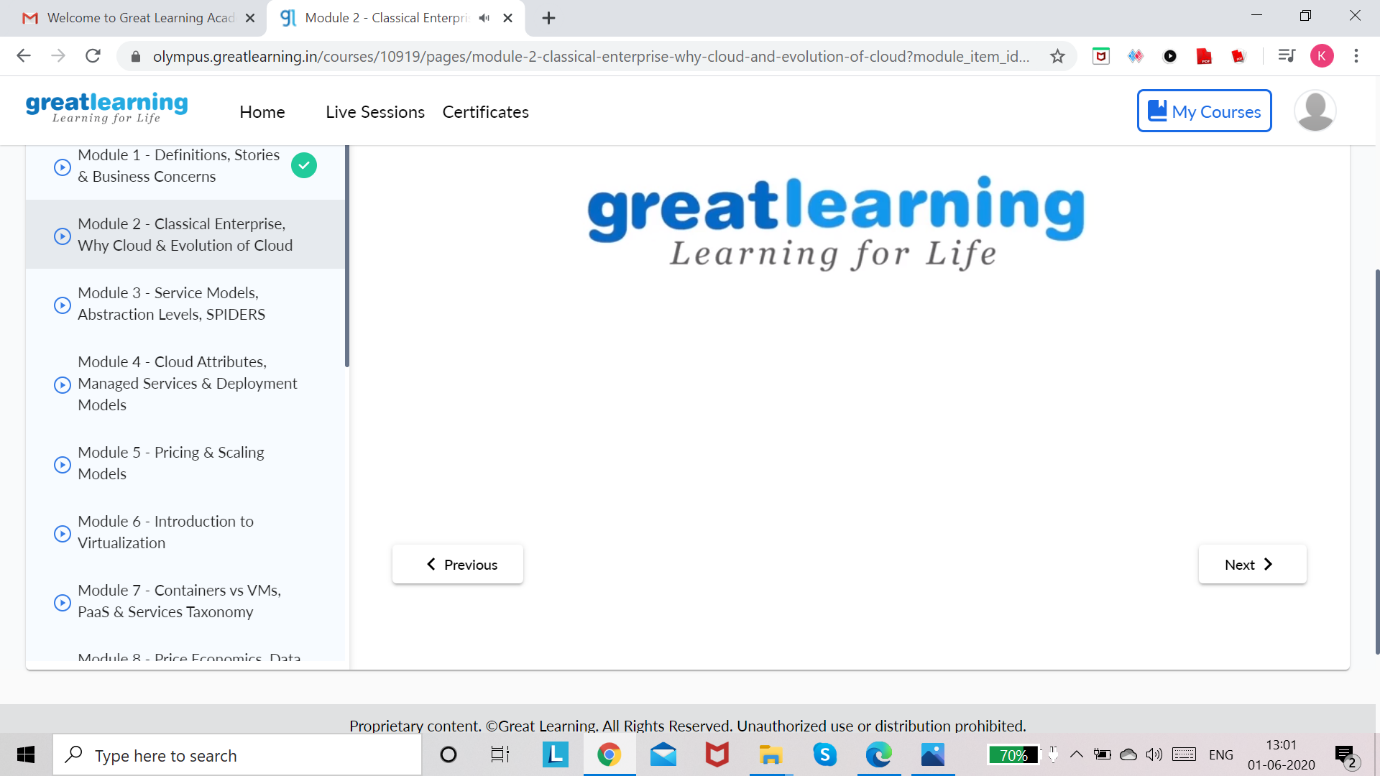 Welcome to Great Learning Acad
Module 2 - Classical Enterpri
olympus.greatlearning.in/courses/10919/pages/module-2-classical-enterprise-why-cloud-and-evolution-of-cloud?module_item_id...
K
greatlearning
Learning for Life
Home
Live Sessions
Certificates
My Courses
K
Module 1 - Definitions, Stories
& Business Concerns
Module 2 - Classical Enterprise,
Why Cloud & Evolution of Cloud
Module 3 - Service Models,
Abstraction Levels, SPIDERS
Module 4 - Cloud Attributes,
Managed Services & Deployment
Models
Module 5 - Pricing & Scaling
Models
Module 6 - Introduction to
Virtualization
Module 7 - Containers vs VMs,
PaaS & Services Taxonomy
Module 8 - Price Economics, Data
greatlearning
Learning for Life
Previous
Next
Proprietary content. ©Great Learning. All Rights Reserved. Unauthorized use or distribution prohibited.
Type here to search
L
S
70%
ENG
13:01
01-06-2020
2